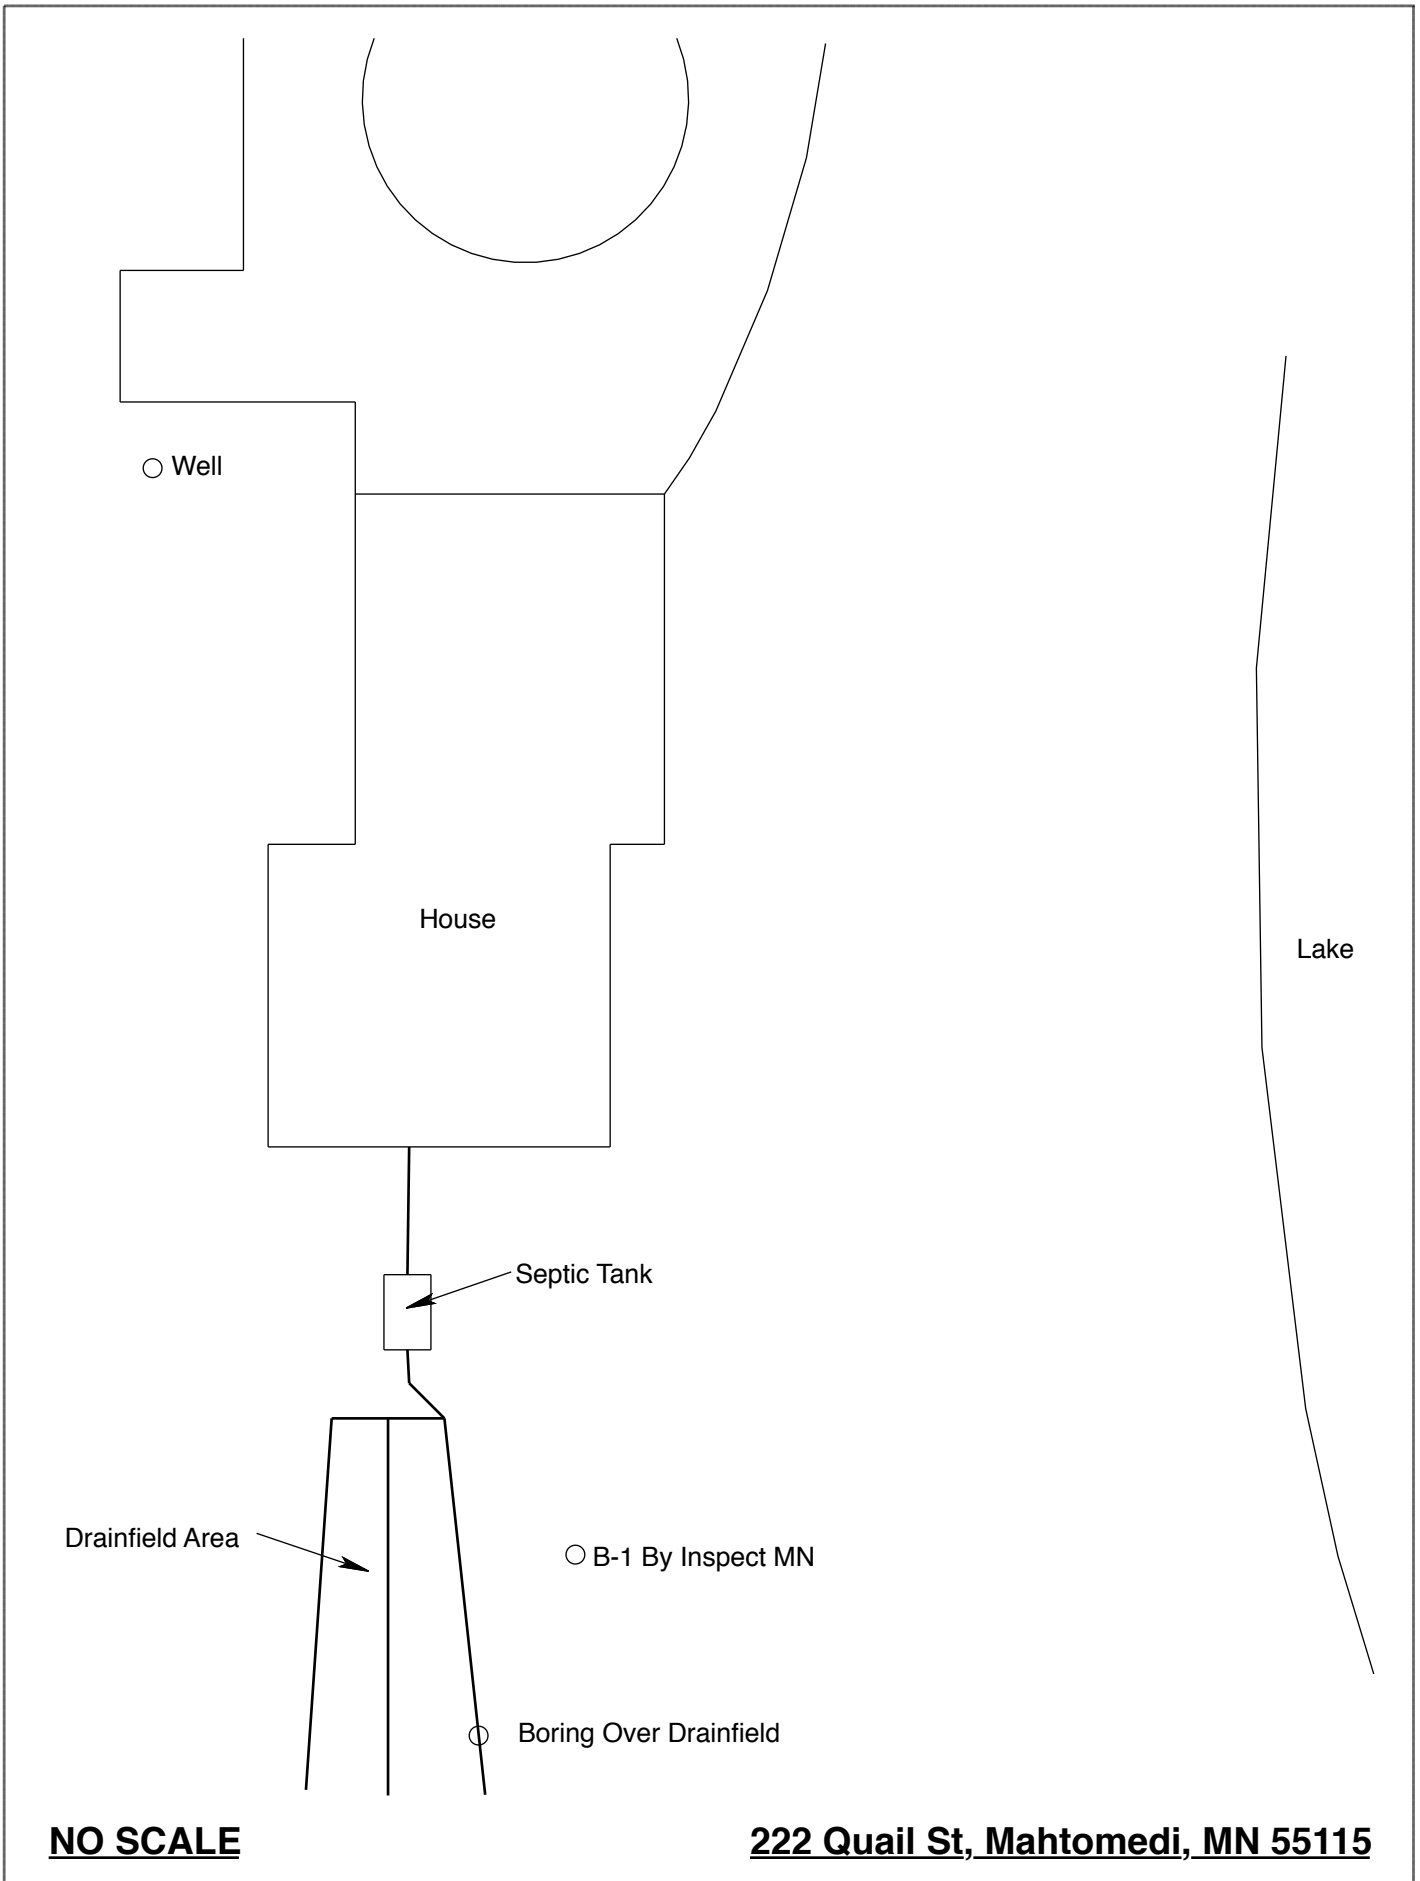 Well
House
Lake
Septic Tank
Drainfield Area
B-1 By Inspect MN
Boring Over Drainfield
NO SCALE
222 Quail St, Mahtomedi, MN 55115